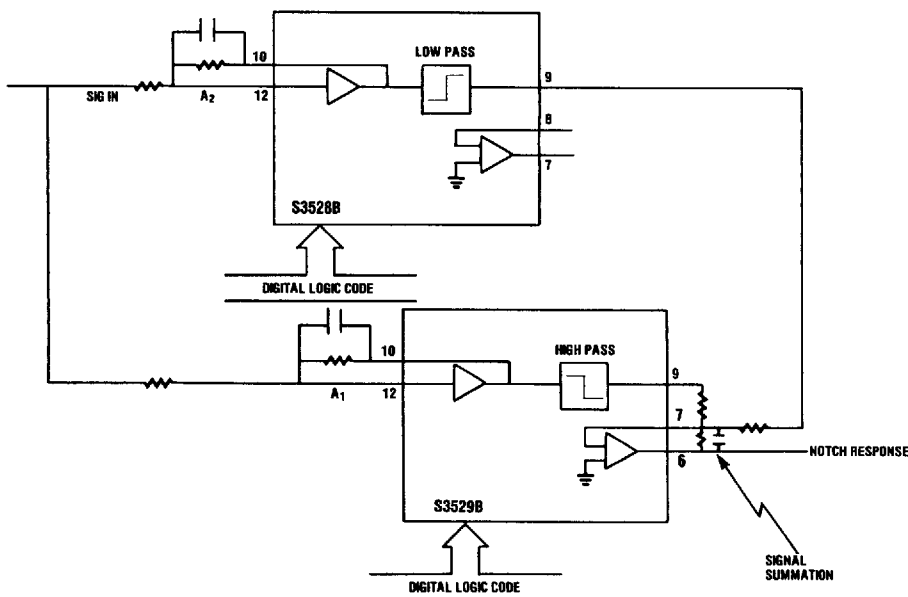 LOW PASS
10
9
SIG IN
A2
12
8
7
S3528B
DIGITAL LOGIC CODE
HIGH PASS
10
9
A1
12
7
6
NOTCH RESPONSE
S3529B
SIGNAL
SUMMATION
DIGITAL LOGIC CODE